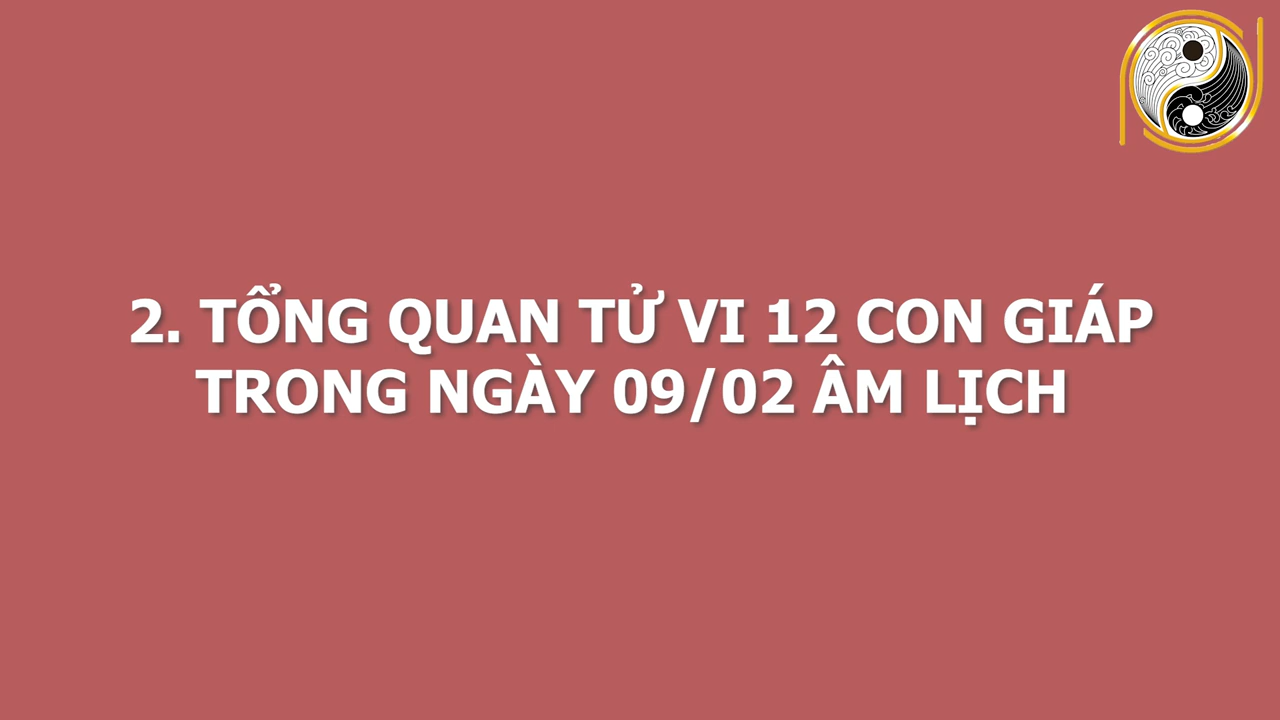 2. TỔNG QUAN TỬ VI 12 CON GIÁP
TRONG NGÀY 09/02 ÂM LỊCH